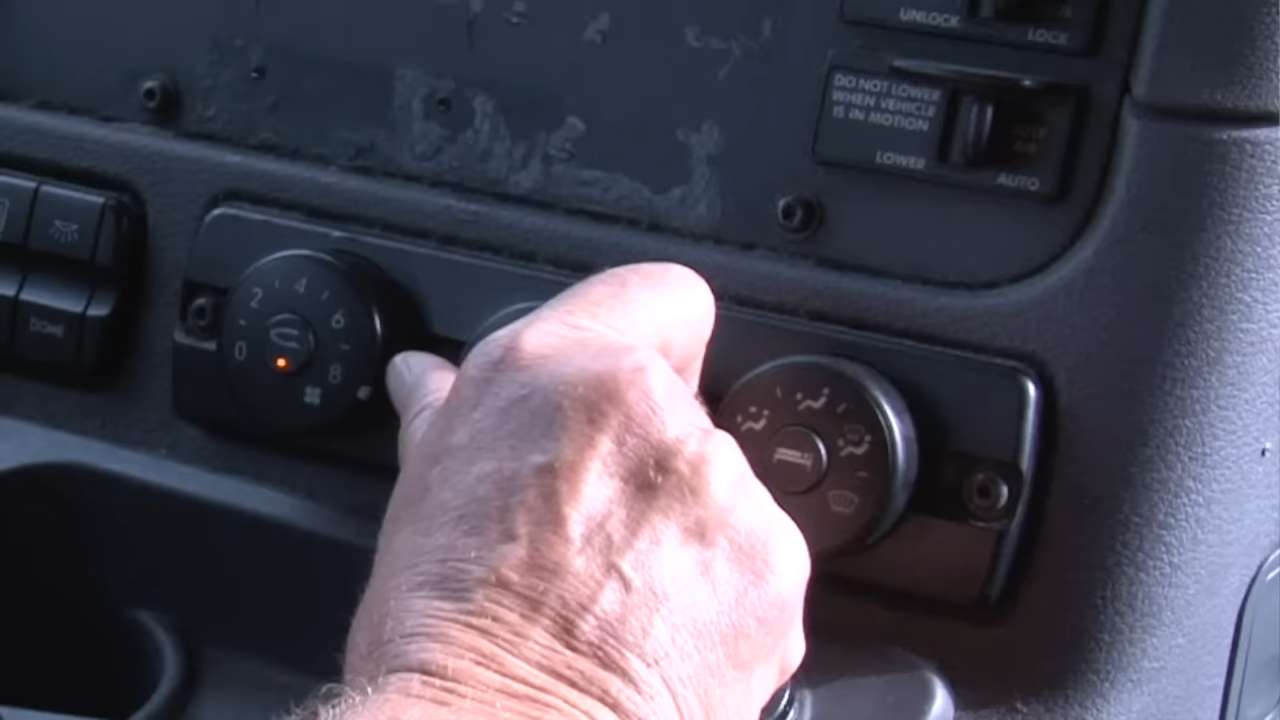 UNLOCK
LOCK
DO NOT LOWER
WHEN VEHICLE
IS IN MOTION
LOWER
AUTO
2
4
6
0
8
DOME